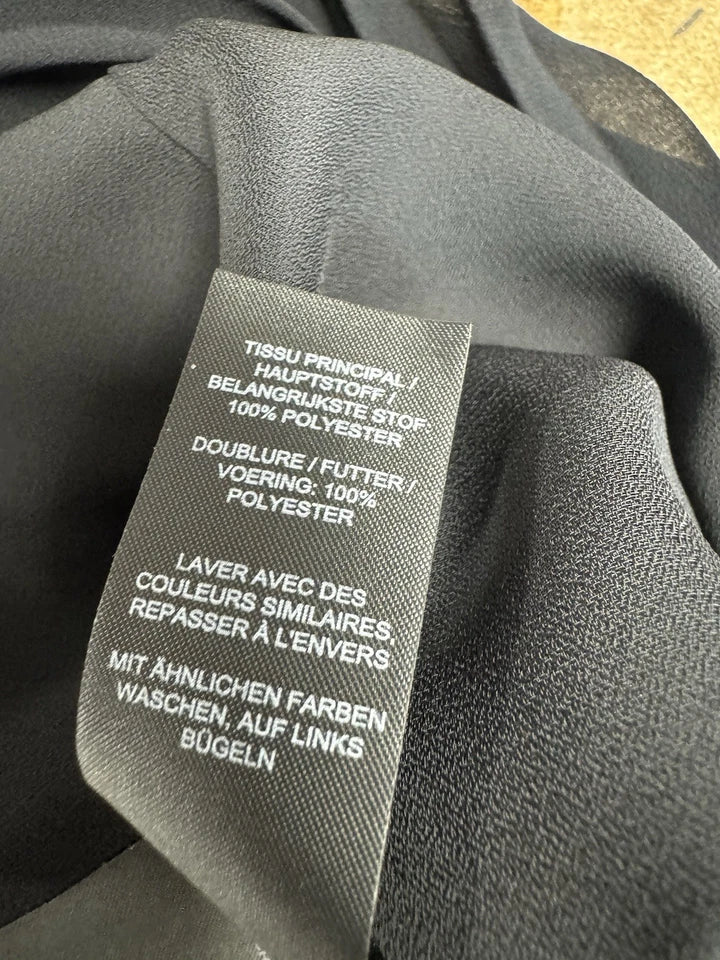 TISSU PRINCIPAL /
HAUPTSTOFF /
BELANGRIJKSTE STOF:
100% POLYESTER
DOUBLURE / FUTTER /
VOERING: 100%
POLYESTER
LAVER AVEC DES
COULEURS SIMILAIRES,
REPASSER À L'ENVERS
MIT ÄHNLICHEN FARBEN
WASCHEN, AUF LINKS
BÜGELN